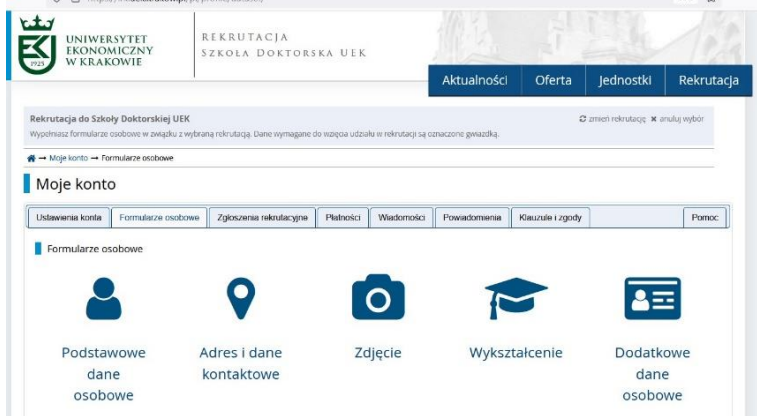 UNIWERSYTET
EKONOMICZNY
W KRAKOWIE
1925
REKRUTACJA
SZKOŁA DOKTORSKA UEK
Aktualności Oferta Jednostki Rekrutacja
Rekrutacja do Szkoły Doktorskiej UEK
zmień rekrutację anuluj wybór
Wypełniasz formularze osobowe w związku z wybraną rekrutacją. Dane wymagane do wzięcia udziału w rekrutacji są oznaczone gwiazdką.
→ Moje konto → Formularze osobowe
Moje konto
Ustawienia konta Formularze osobowe Zgłoszenia rekrutacyjne Płatności Wiadomości Powiadomienia Klauzule i zgody Pomoc
Formularze osobowe
Podstawowe
dane
osobowe
Adres i dane
kontaktowe
Zdjęcie
Wykształcenie
Dodatkowe
dane
osobowe